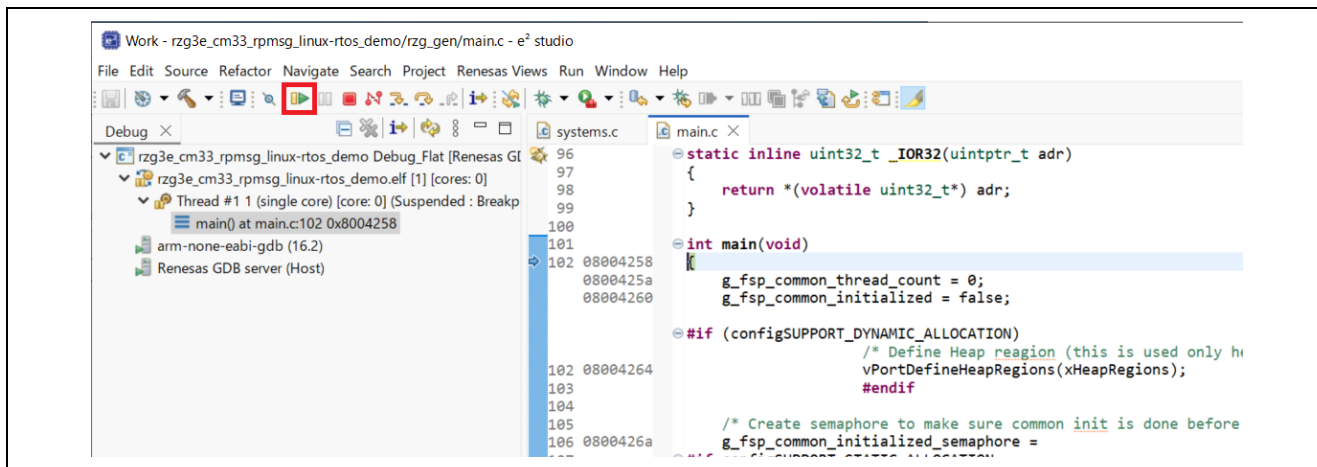 Work - rzg3e_cm33_rpmsg_linux-rtos_demo/rzg_gen/main.c - e² studio
File Edit Source Refactor Navigate Search Project Renesas Views Run Window Help
Debug
systems.c main.c
rzg3e_cm33_rpmsg_linux-rtos_demo Debug_Flat [Renesas G
rzg3e_cm33_rpmsg_linux-rtos_demo.elf [1] [cores: 0]
Thread #1 1 (single core) [core: 0] (Suspended : Breakp
main() at main.c:102 0x8004258
arm-none-eabi-gdb (16.2)
Renesas GDB server (Host)
96 static inline uint32_t _IOR32(uintptr_t adr)
97 {
98 return *(volatile uint32_t*) adr;
99 }
100
101 int main(void)
102 08004258 {
0800425a g_fsp_common_thread_count = 0;
08004260 g_fsp_common_initialized = false;
#if (configSUPPORT_DYNAMIC_ALLOCATION)
/* Define Heap reagion (this is used only he
102 08004264 vPortDefineHeapRegions(xHeapRegions);
103 #endif
104
105 /* Create semaphore to make sure common init is done before
106 0800426a g_fsp_common_initialized_semaphore =